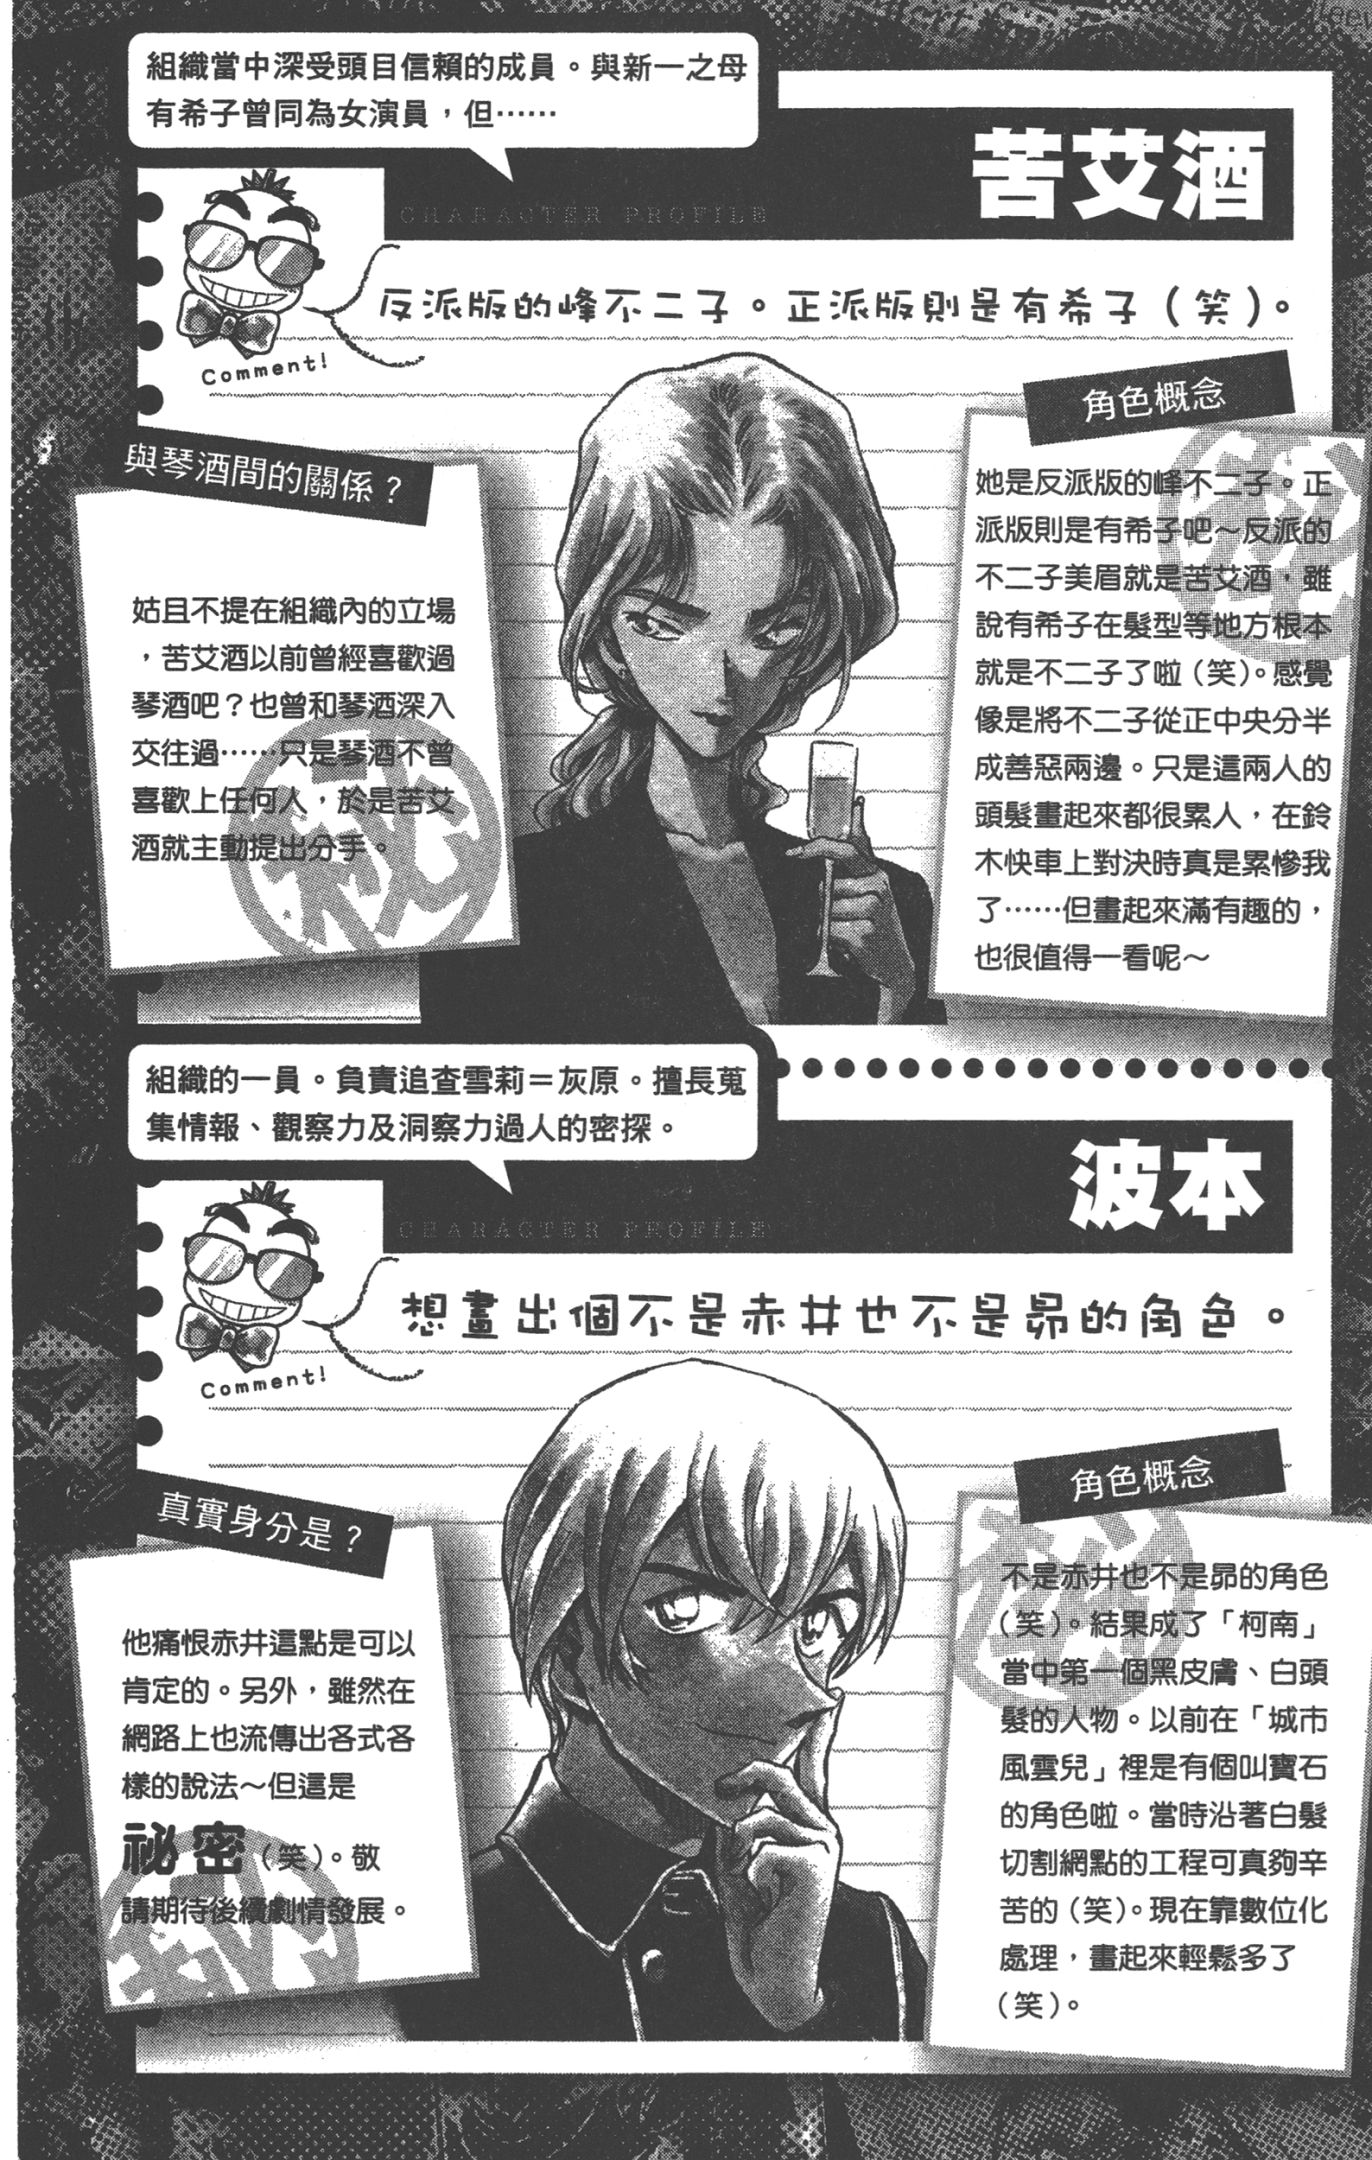 組織當中深受頭目信賴的成員。與新一之母
有希子曾同為女演員，但……
苦艾酒
CHARACTER PROFILE
反派版的峰不二子。正派版則是有希子（笑）。
Comment!
角色概念
她是反派版的峰不二子。正
派版則是有希子吧～反派的
不二子美眉就是苦艾酒，雖
說有希子在髮型等地方根本
就是不二子了啦（笑）。感覺
像是將不二子從正中央分半
成善惡兩邊。只是這兩人的
頭髮畫起來都很累人，在鈴
木快車上對決時真是累慘我
了……但畫起來滿有趣的，
也很值得一看呢～
與琴酒間的關係？
姑且不提在組織內的立場
，苦艾酒以前曾經喜歡過
琴酒吧？也曾和琴酒深入
交往過……只是琴酒不曾
喜歡上任何人，於是苦艾
酒就主動提出分手。
秘
組織的一員。負責追查雪莉＝灰原。擅長蒐
集情報、觀察力及洞察力過人的密探。
波本
CHARACTER PROFILE
想畫出個不是赤井也不是昴的角色。
Comment!
角色概念
不是赤井也不是昴的角色
（笑）。結果成了「柯南」
當中第一個黑皮膚、白頭
髮的人物。以前在「城市
風雲兒」裡是有個叫寶石
的角色啦。當時沿著白髮
切割網點的工程可真夠辛
苦的（笑）。現在靠數位化
處理，畫起來輕鬆多了
（笑）。
真實身分是？
他痛恨赤井這點是可以
肯定的。另外，雖然在
網路上也流傳出各式各
樣的說法～但這是
祕密（笑）。敬
請期待後續劇情發展。